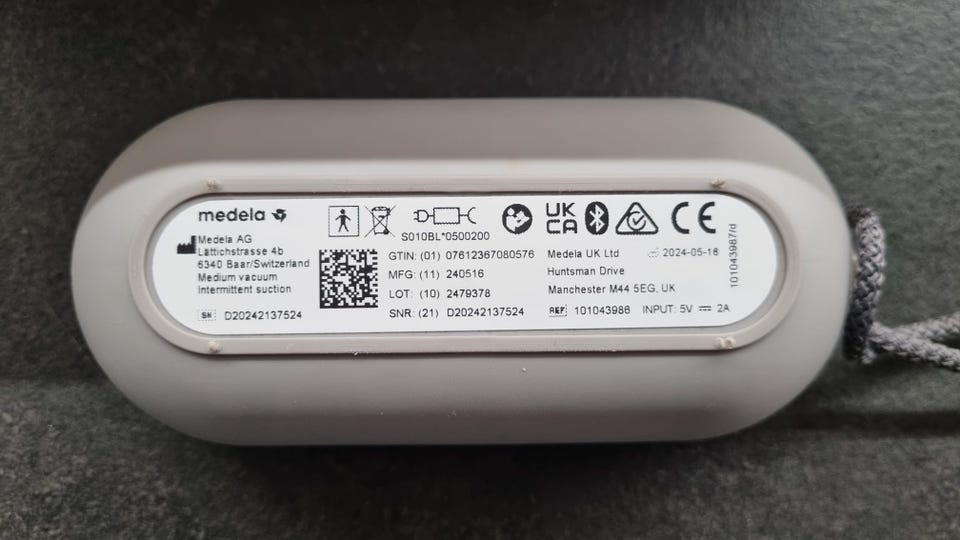 medela
Medela AG
Lättichstrasse 4b
6340 Baar/Switzerland
Medium vacuum
Intermittent suction
SN D20242137524
S010BL*0500200
GTIN: (01) 07612367080576
MFG: (11) 240516
LOT: (10) 2479378
SNR: (21) D20242137524
UK
CA
CE
Medela UK Ltd
2024-05-16
Huntsman Drive
Manchester M44 5EG, UK
REF 101043986 INPUT: 5V ⎓ 2A
101043987/d